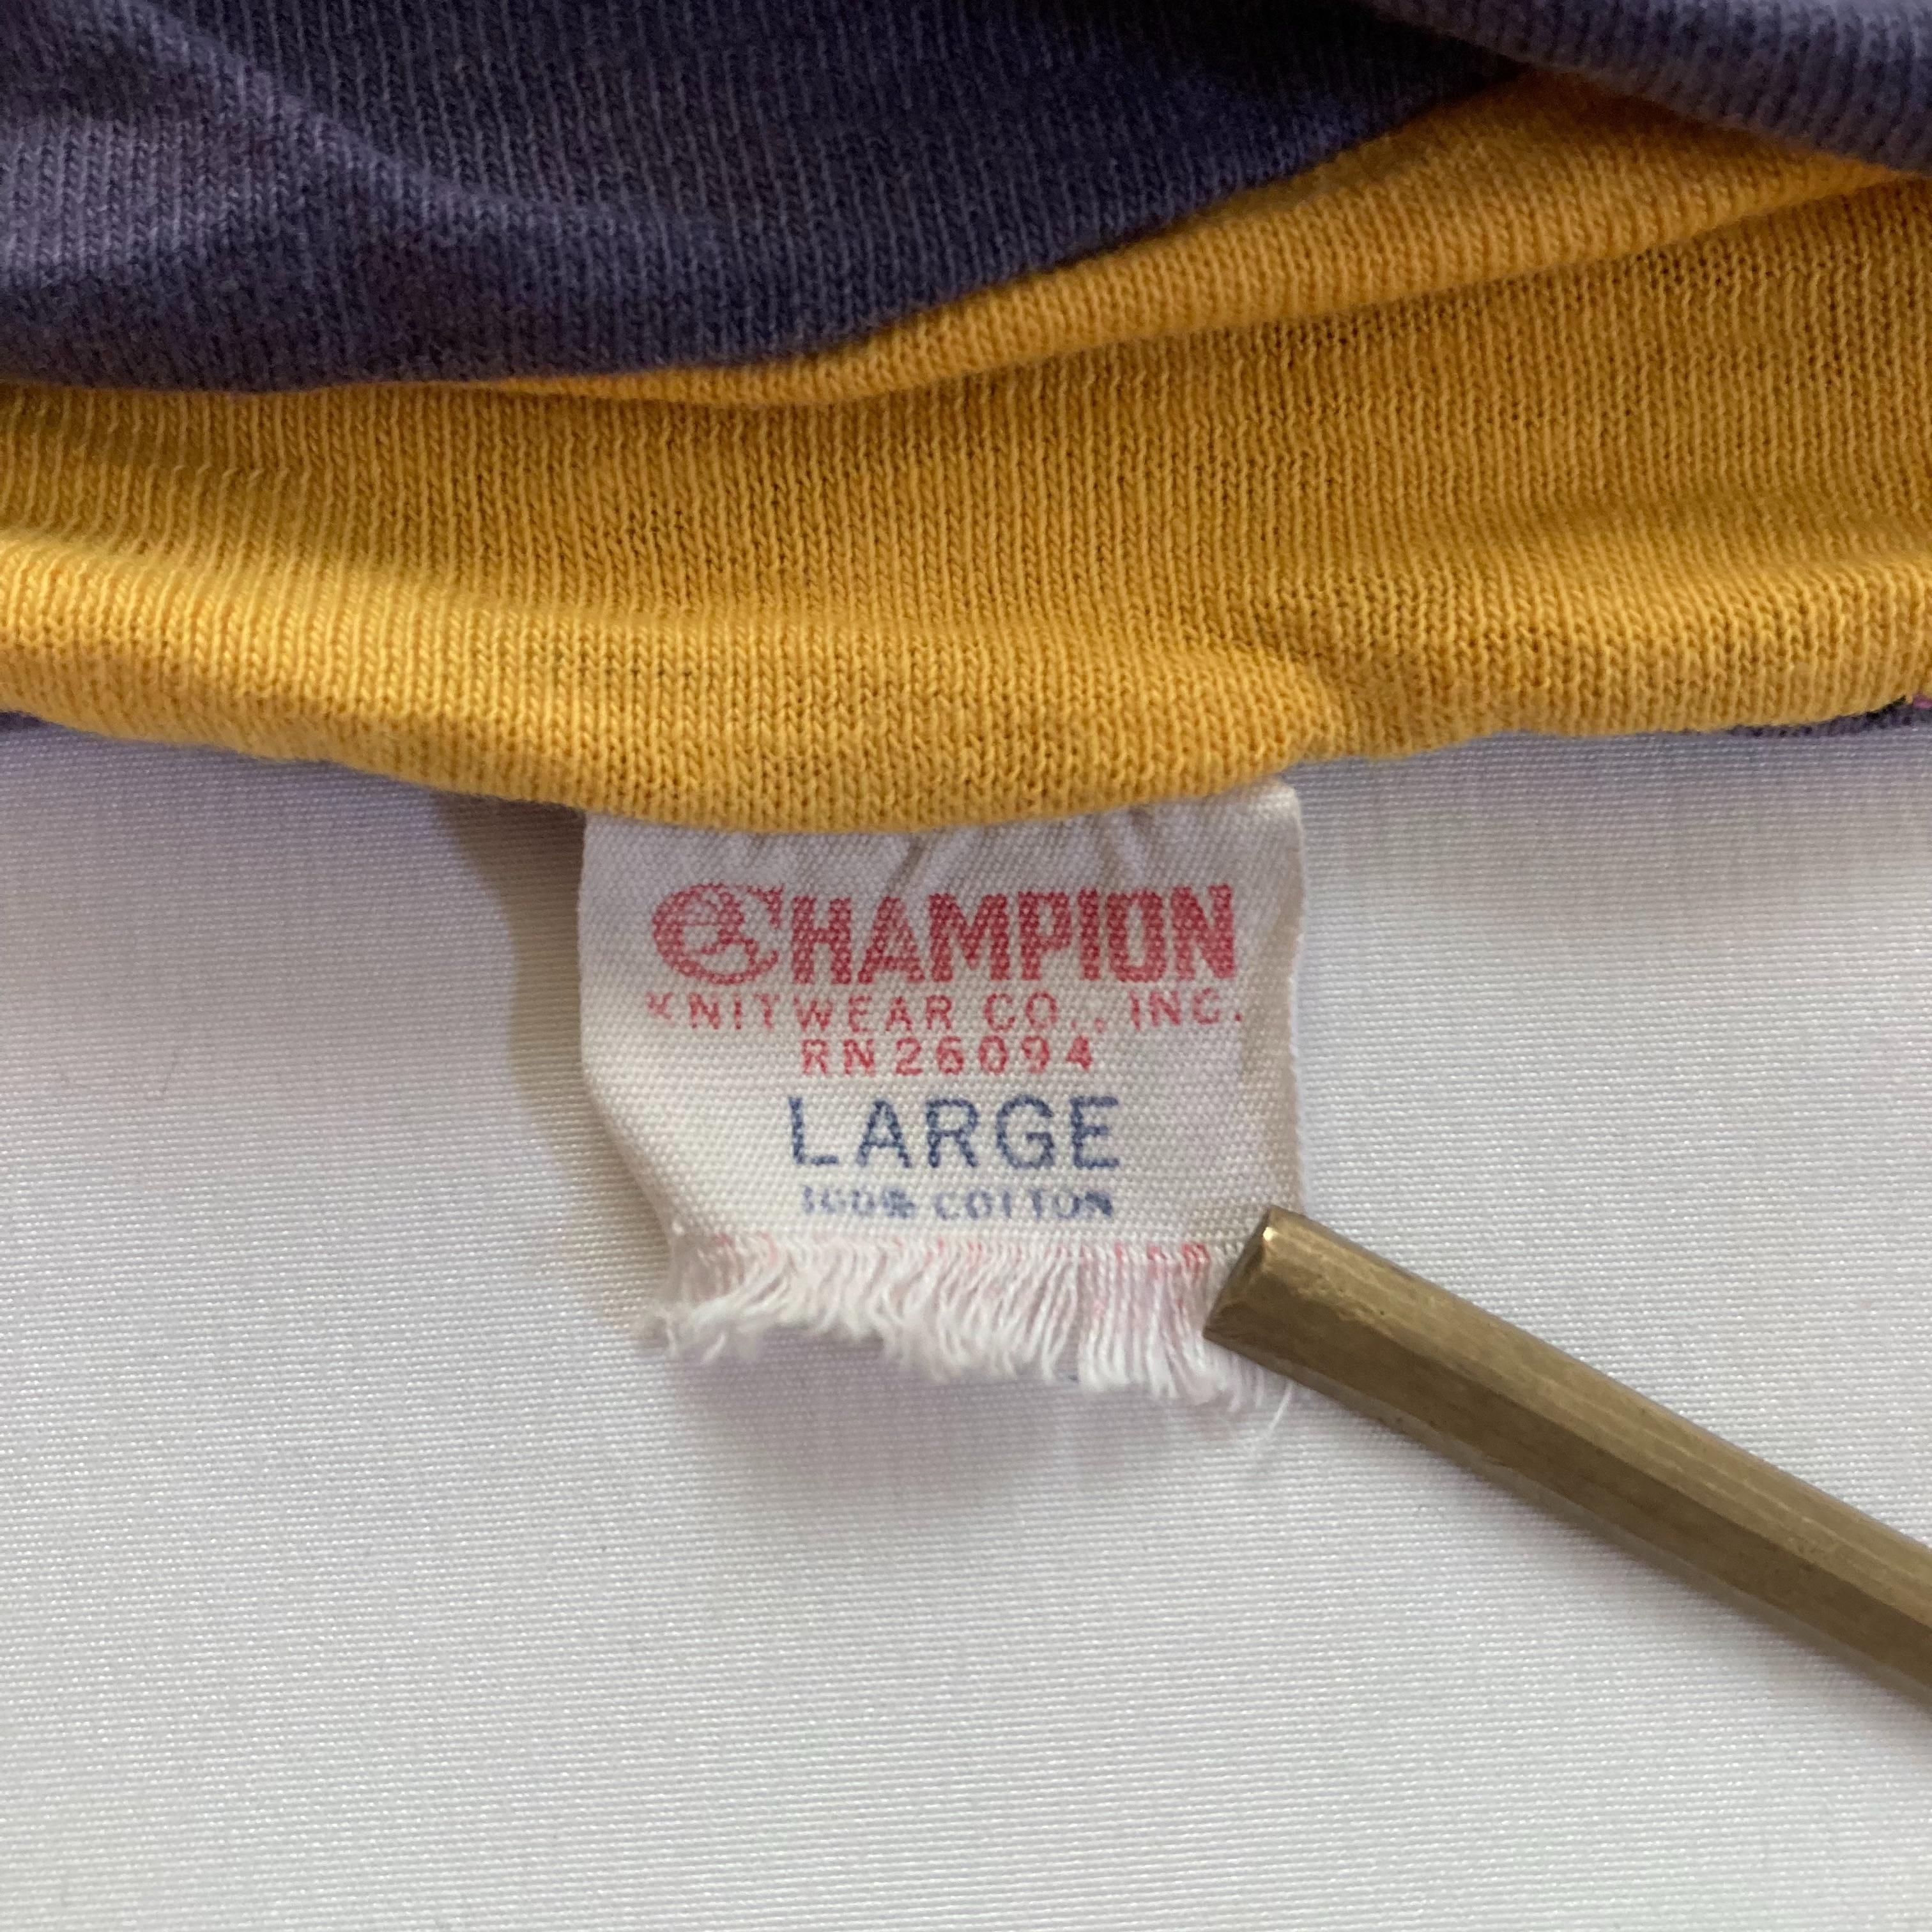 CHAMPION
KNITWEAR CO., INC.
RN26094
LARGE
100% COTTON